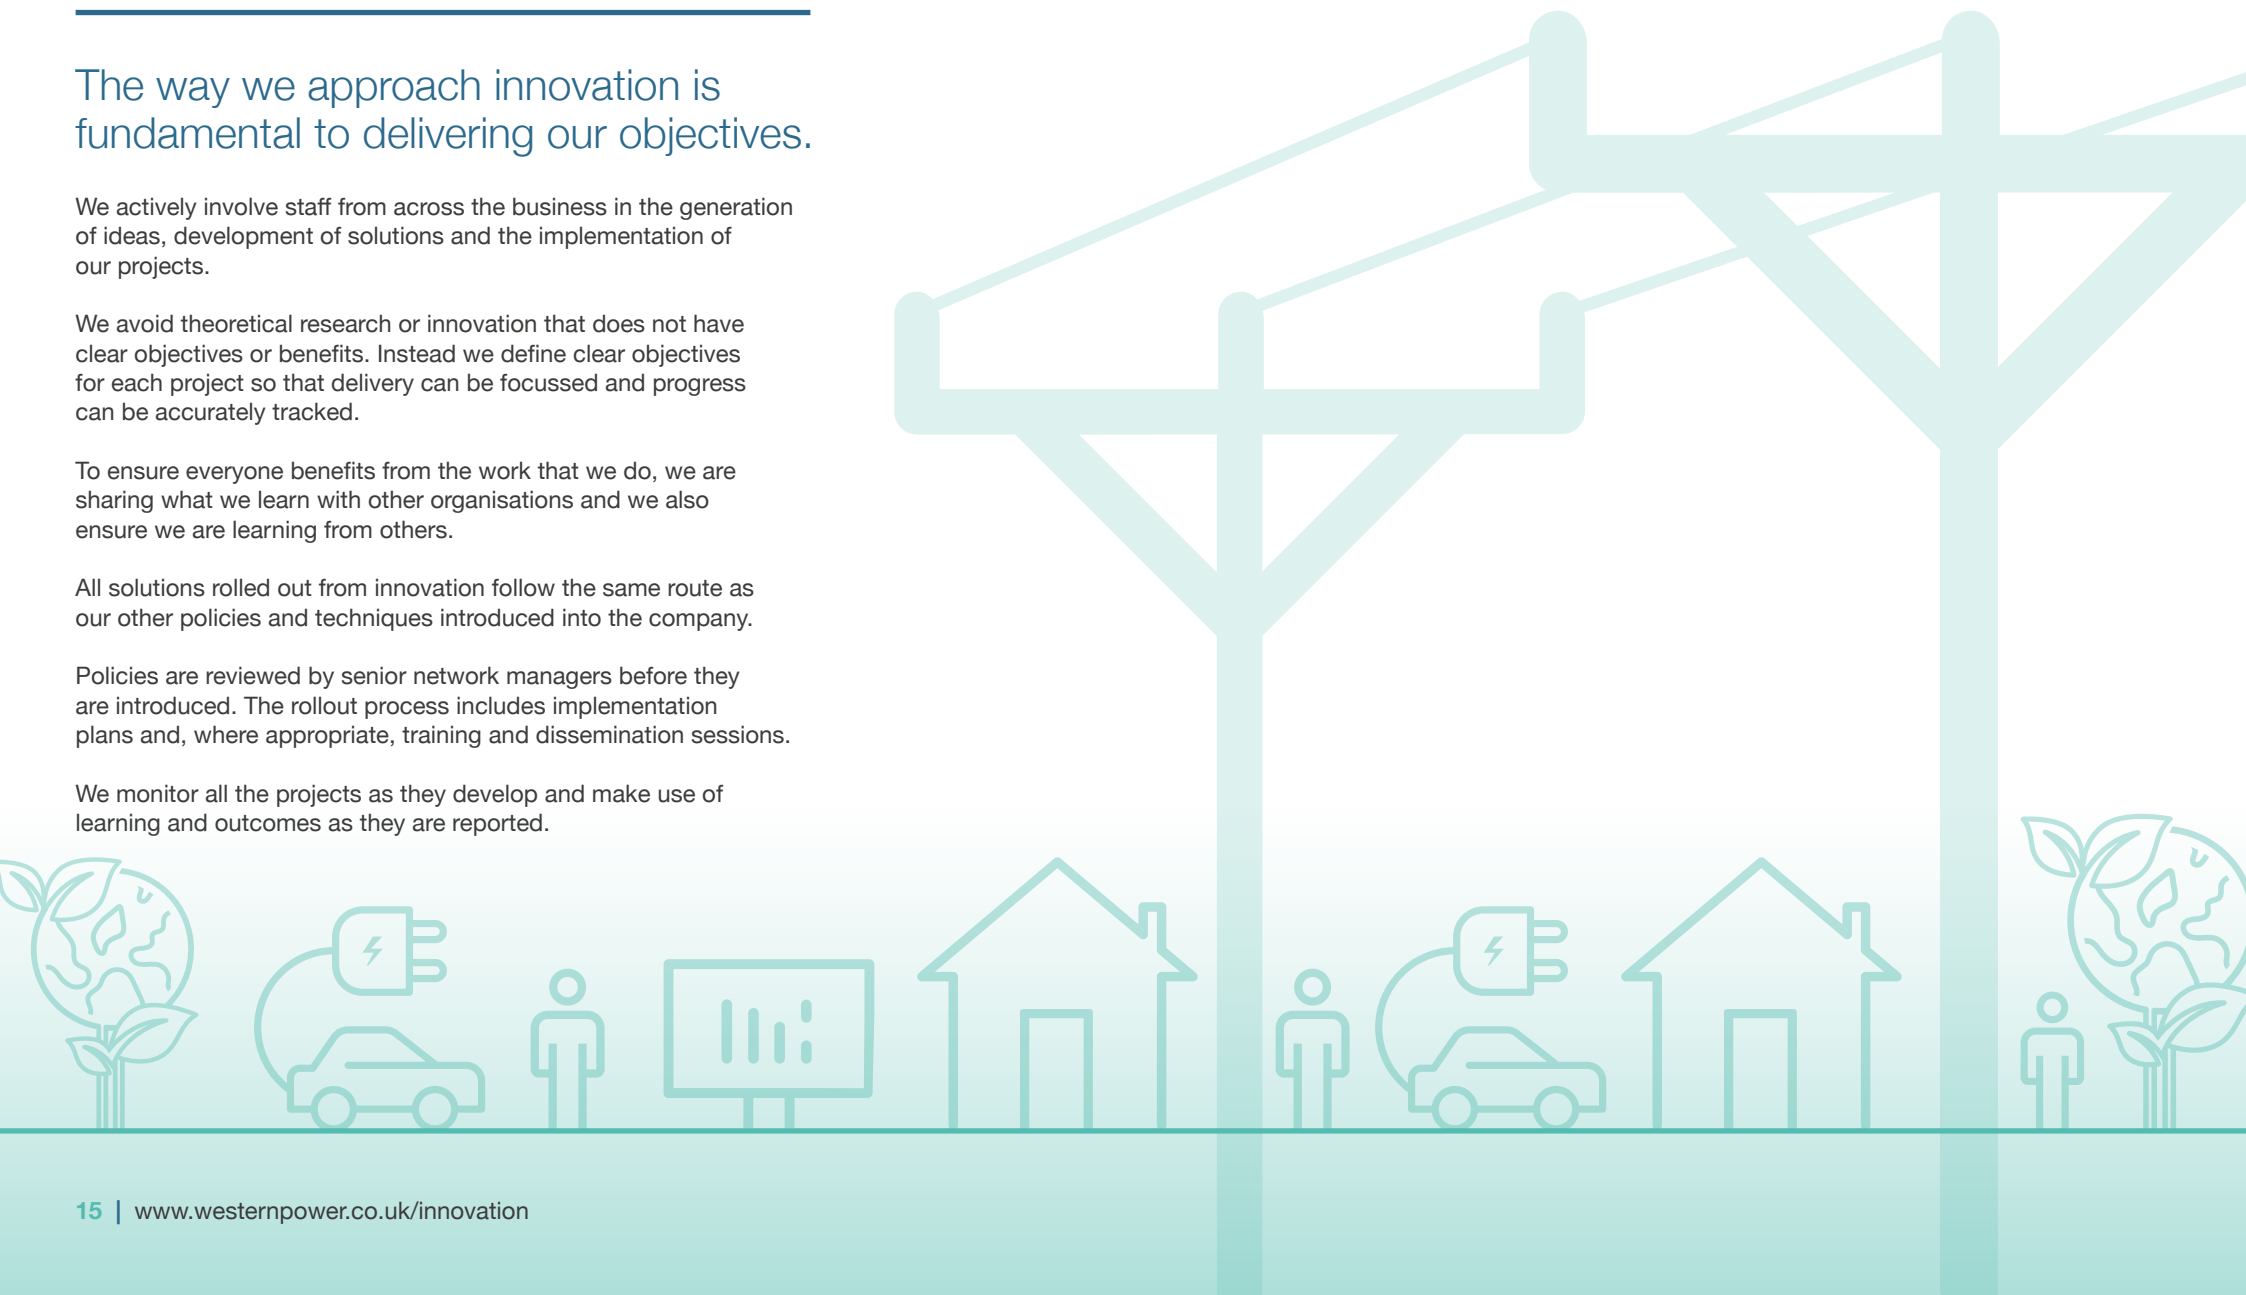 The way we approach innovation is
fundamental to delivering our objectives.
We actively involve staff from across the business in the generation
of ideas, development of solutions and the implementation of
our projects.
We avoid theoretical research or innovation that does not have
clear objectives or benefits. Instead we define clear objectives
for each project so that delivery can be focussed and progress
can be accurately tracked.
To ensure everyone benefits from the work that we do, we are
sharing what we learn with other organisations and we also
ensure we are learning from others.
All solutions rolled out from innovation follow the same route as
our other policies and techniques introduced into the company.
Policies are reviewed by senior network managers before they
are introduced. The rollout process includes implementation
plans and, where appropriate, training and dissemination sessions.
We monitor all the projects as they develop and make use of
learning and outcomes as they are reported.
15 | www.westernpower.co.uk/innovation